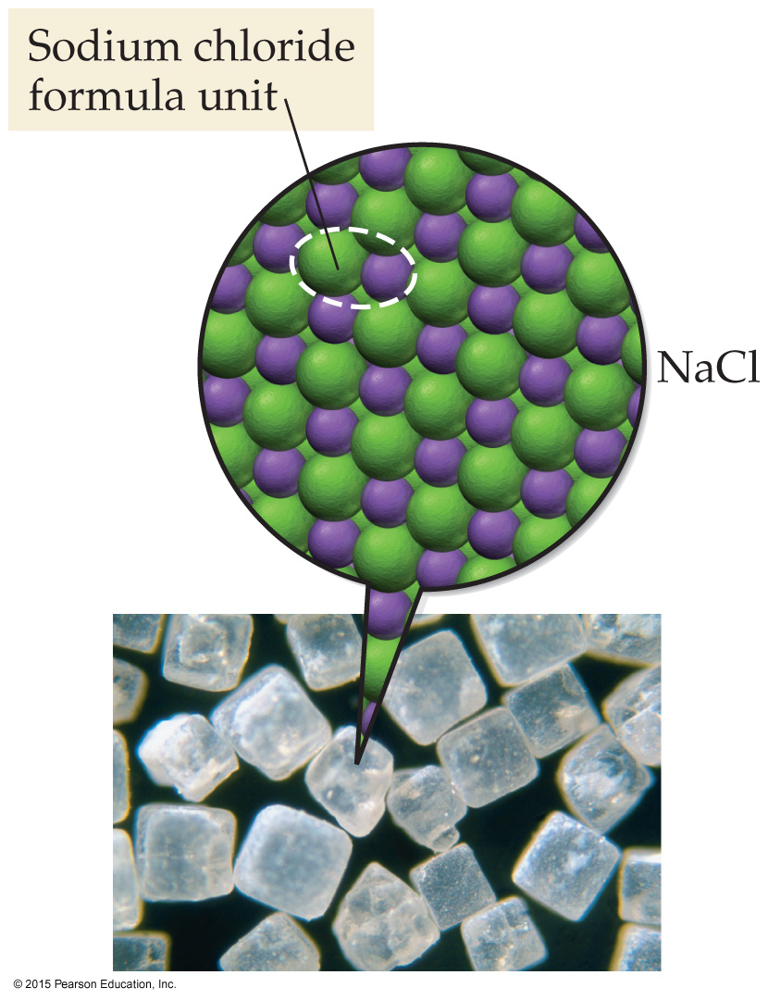 Sodium chloride
formula unit
NaCl
© 2015 Pearson Education, Inc.